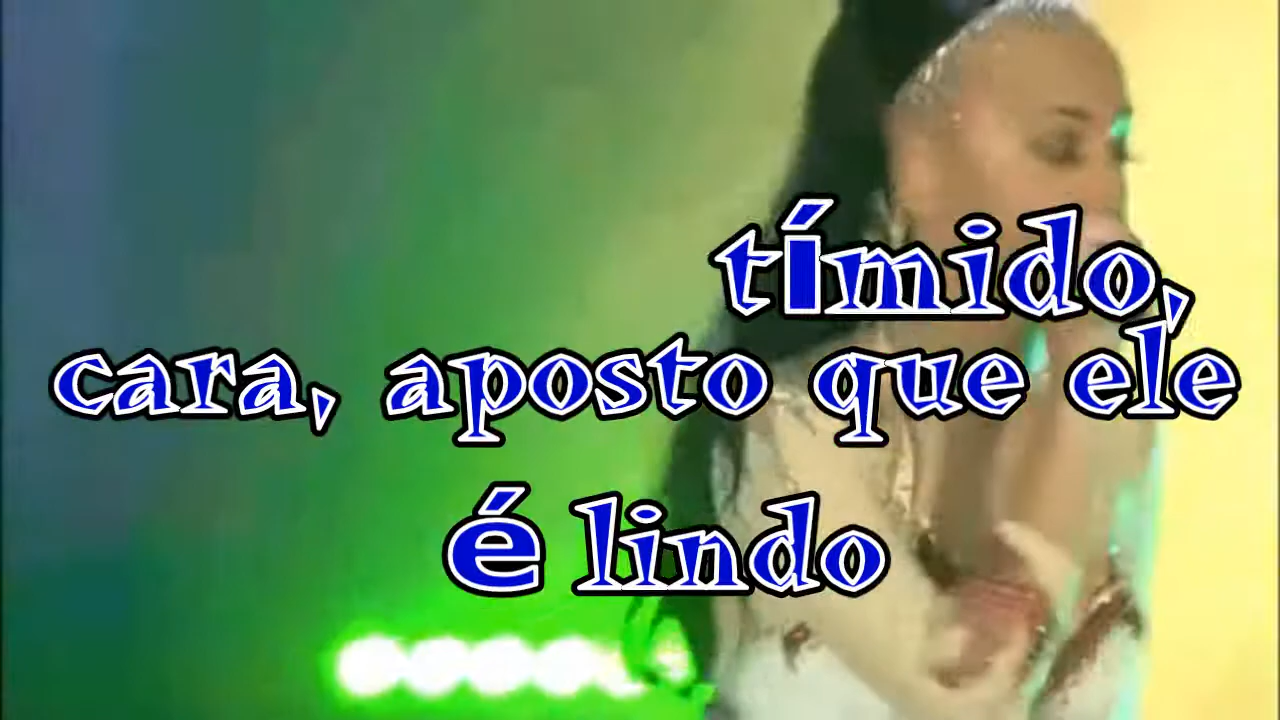 tímido,
cara, aposto que ele
é lindo